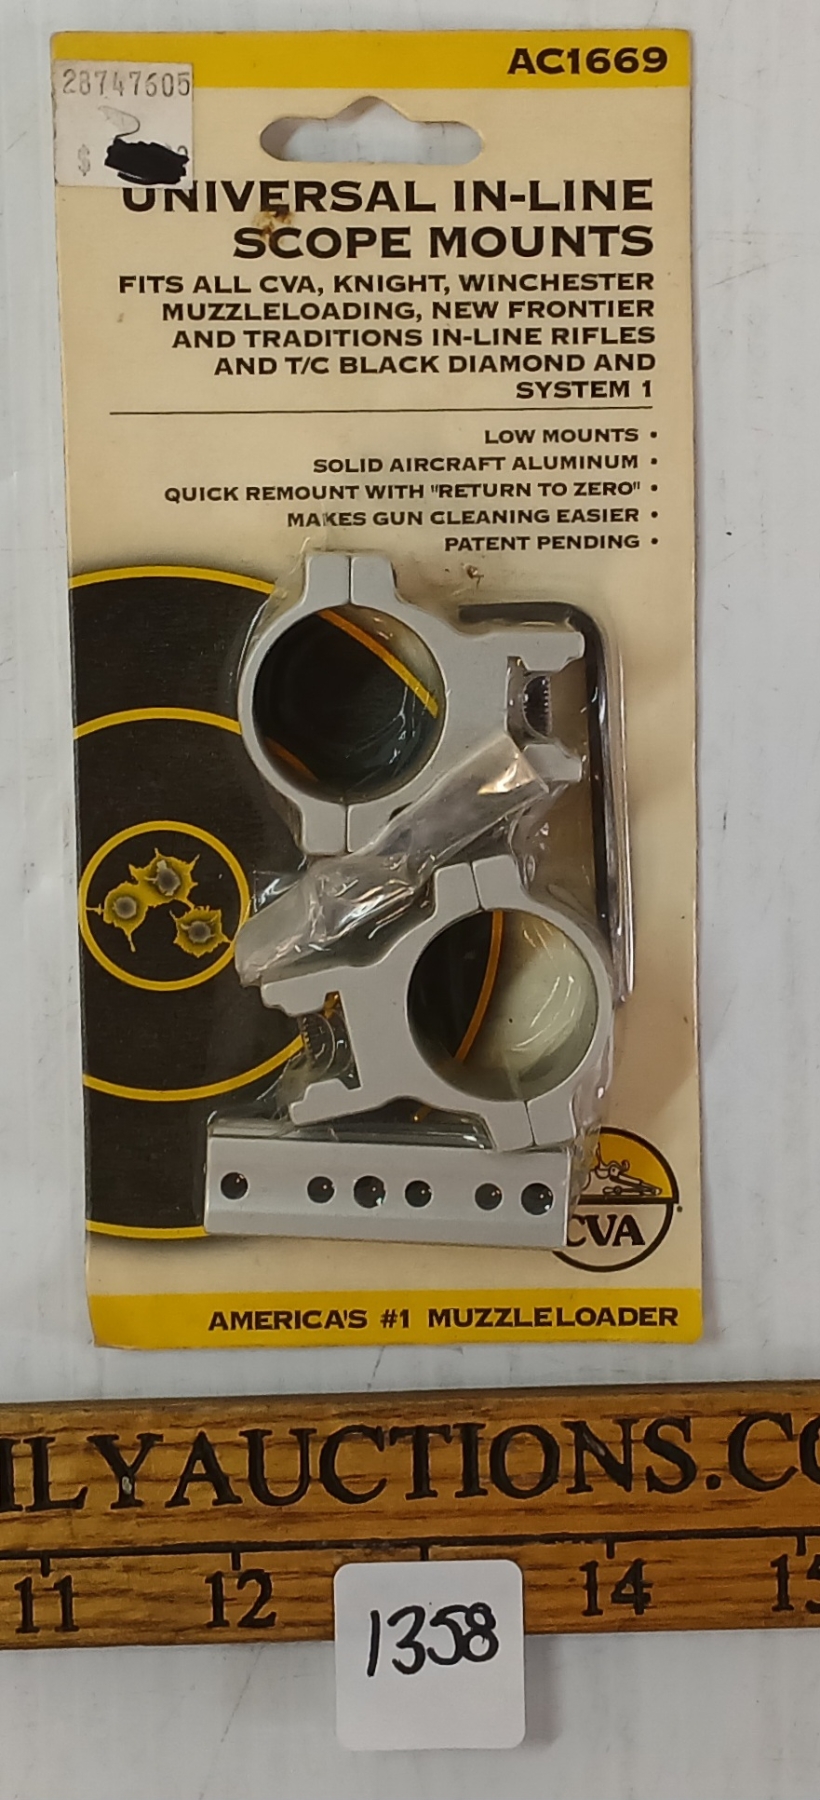 AC1669
28747605
$
UNIVERSAL IN-LINE
SCOPE MOUNTS
FITS ALL CVA, KNIGHT, WINCHESTER
MUZZLELOADING, NEW FRONTIER
AND TRADITIONS IN-LINE RIFLES
AND T/C BLACK DIAMOND AND
SYSTEM 1
LOW MOUNTS •
SOLID AIRCRAFT ALUMINUM •
QUICK REMOUNT WITH "RETURN TO ZERO" •
MAKES GUN CLEANING EASIER •
PATENT PENDING •
CVA
AMERICA'S #1 MUZZLELOADER
ILYAUCTIONS.CO
11 12 14 15
1358